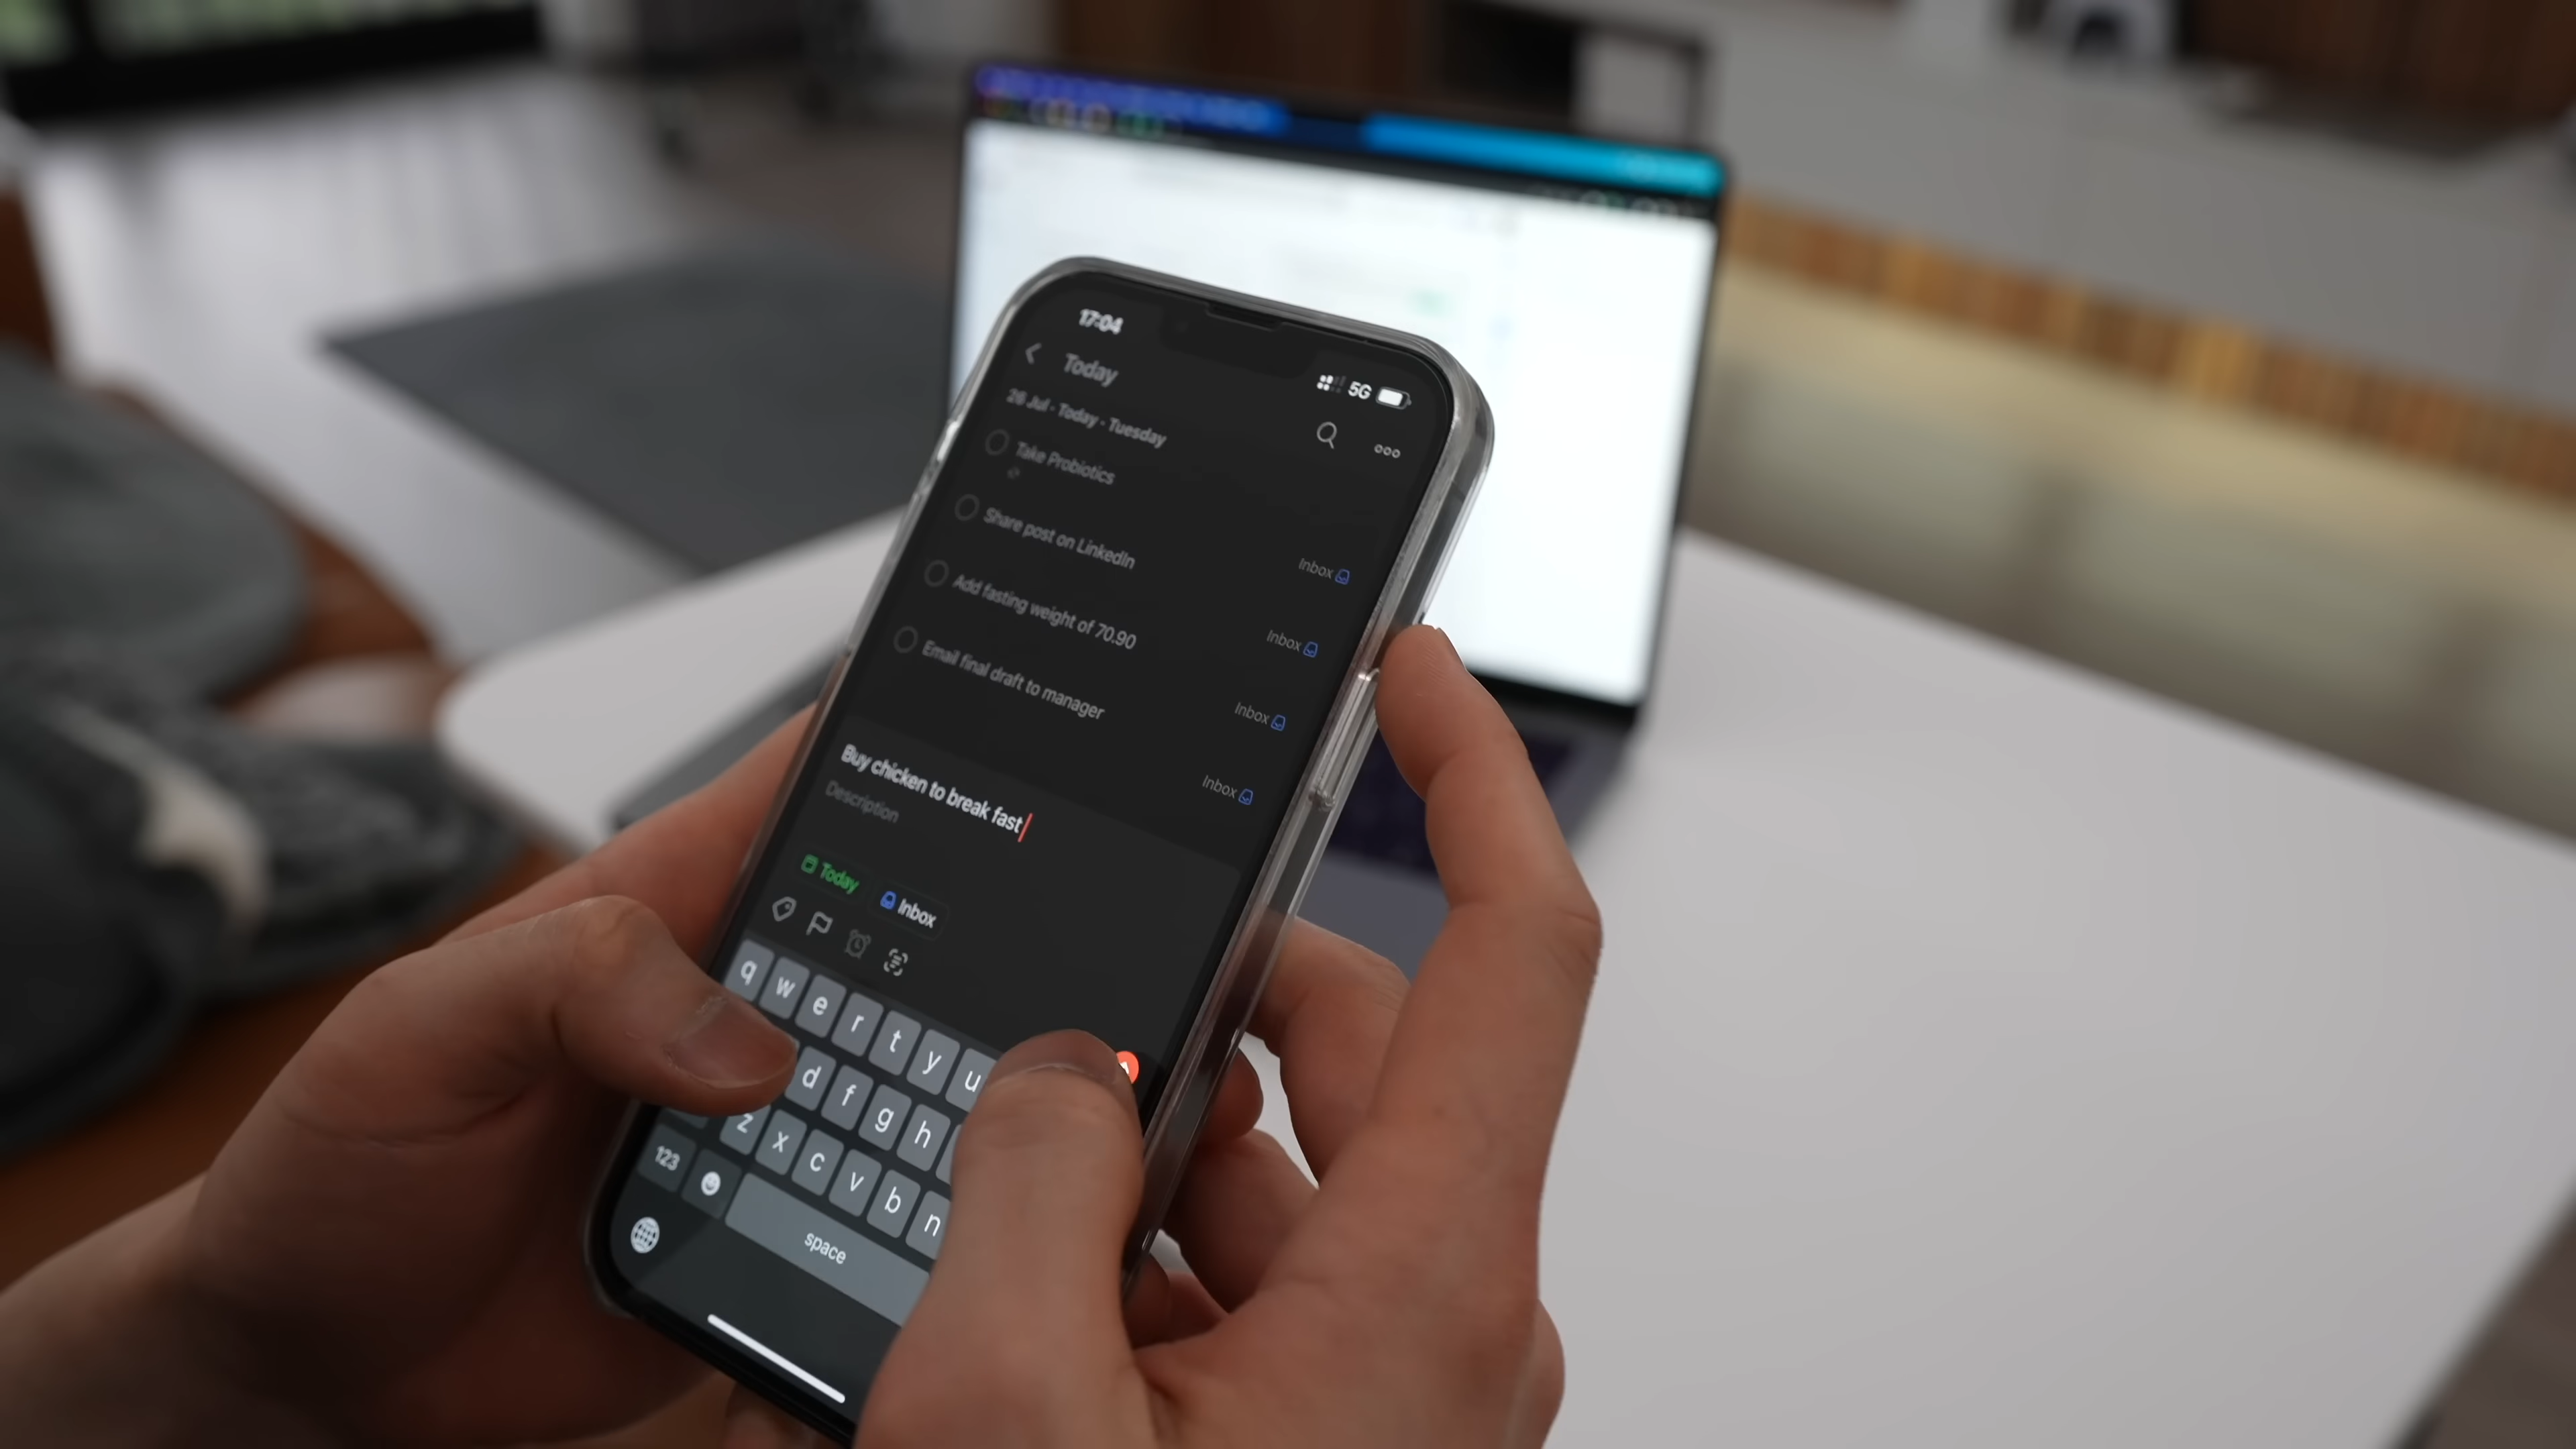 17:04
5G
Today
26 Jul · Today · Tuesday
Take Probiotics
Inbox
Share post on LinkedIn
Inbox
Add fasting weight of 70.90
Inbox
Email final draft to manager
Inbox
Buy chicken to break fast
Description
Today
Inbox
q w e r t y u
d f g h
z x c v b n
123
space